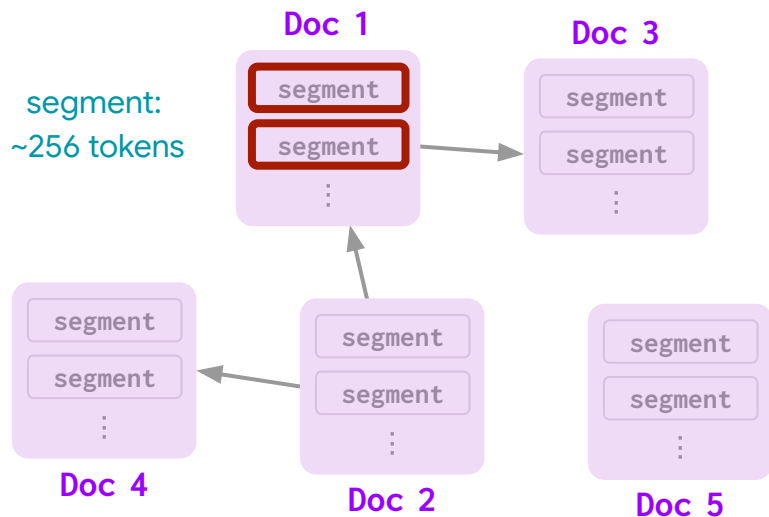 Doc 1
segment
segment
⋮
Doc 3
segment
segment
⋮
segment:
~256 tokens
segment
segment
⋮
Doc 4
segment
segment
⋮
Doc 2
segment
segment
⋮
Doc 5